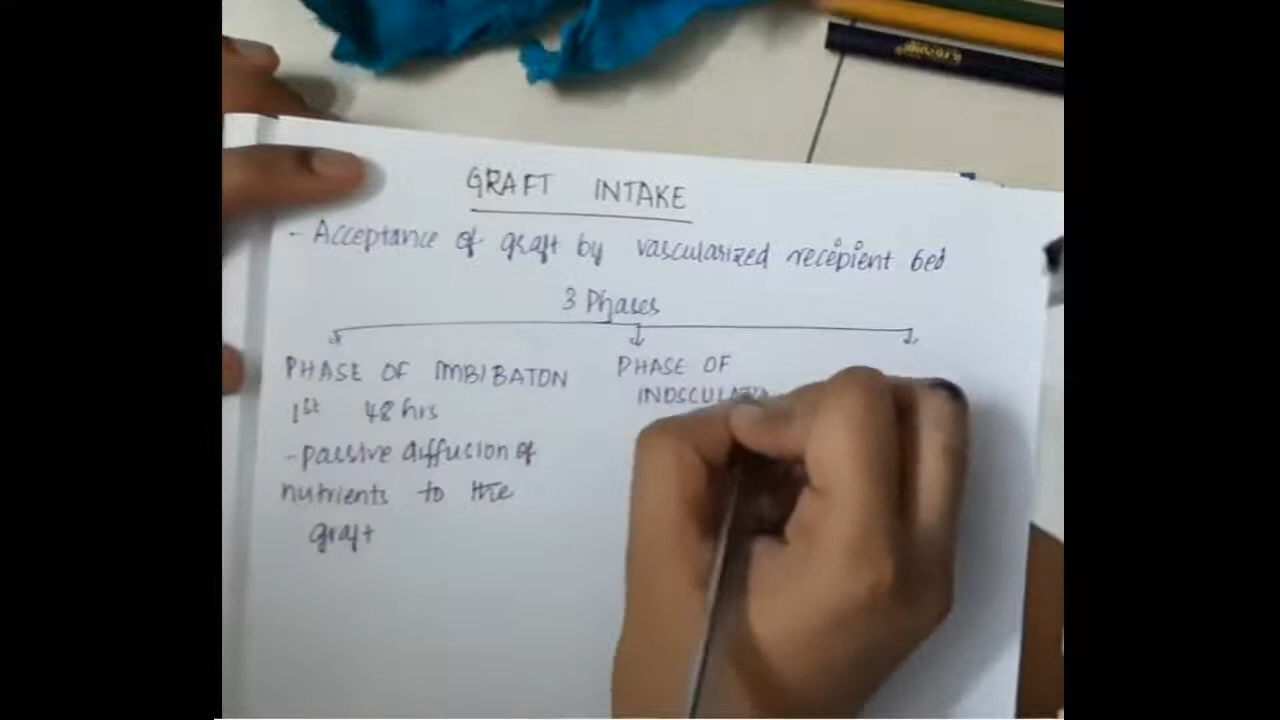 GRAFT INTAKE
- Acceptance of graft by vascularized recepient bed
3 Phases
PHASE OF IMBIBATON
1st 48 hrs
- passive diffusion of
nutrients to the
graft
PHASE OF